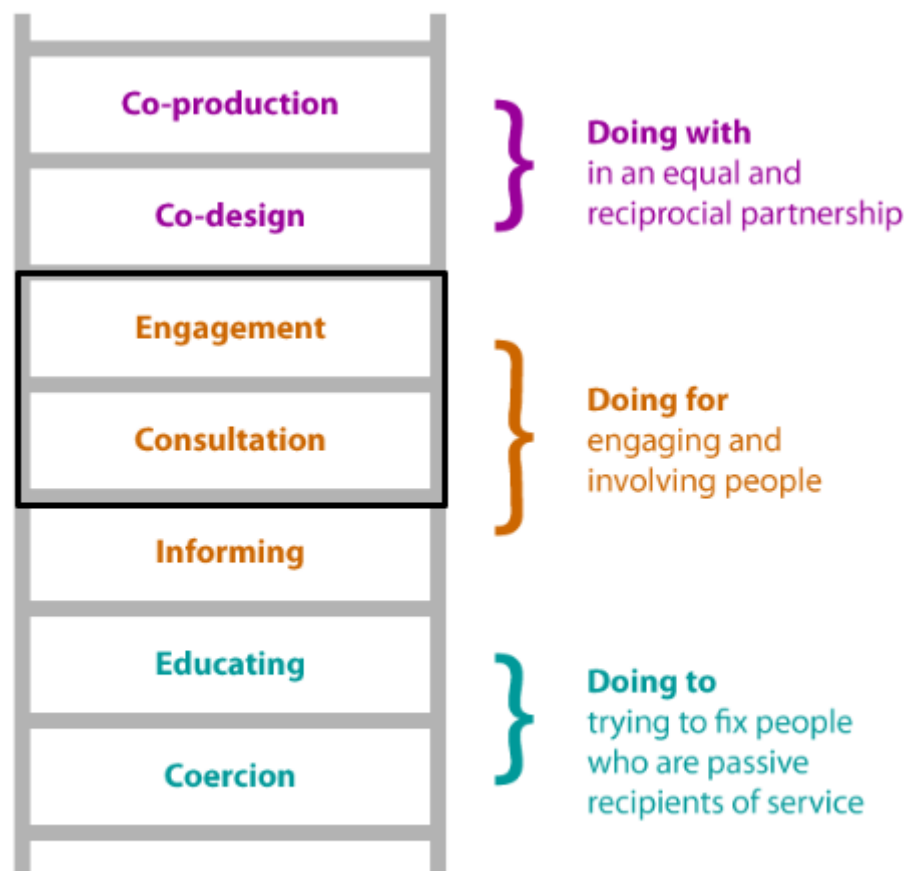 Co-production
Co-design
Engagement
Consultation
Informing
Educating
Coercion
Doing with
in an equal and
reciprocial partnership
Doing for
engaging and
involving people
Doing to
trying to fix people
who are passive
recipients of service